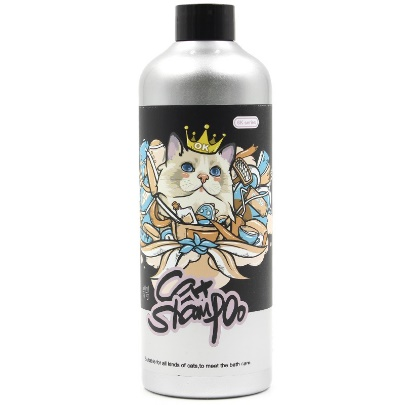 OK
Cat
Stampoo
Suitable for all kinds of cats,to meet the bath care